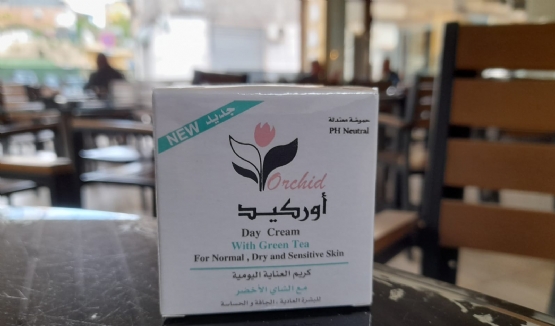 NEW جديد
حموضة معتدلة
PH Neutral
Orchid
أوركيد
Day Cream
With Green Tea
For Normal , Dry and Sensitive Skin
كريم العناية اليومية
مع الشاي الأخضر
للبشرة العادية ، الجافة و الحساسة